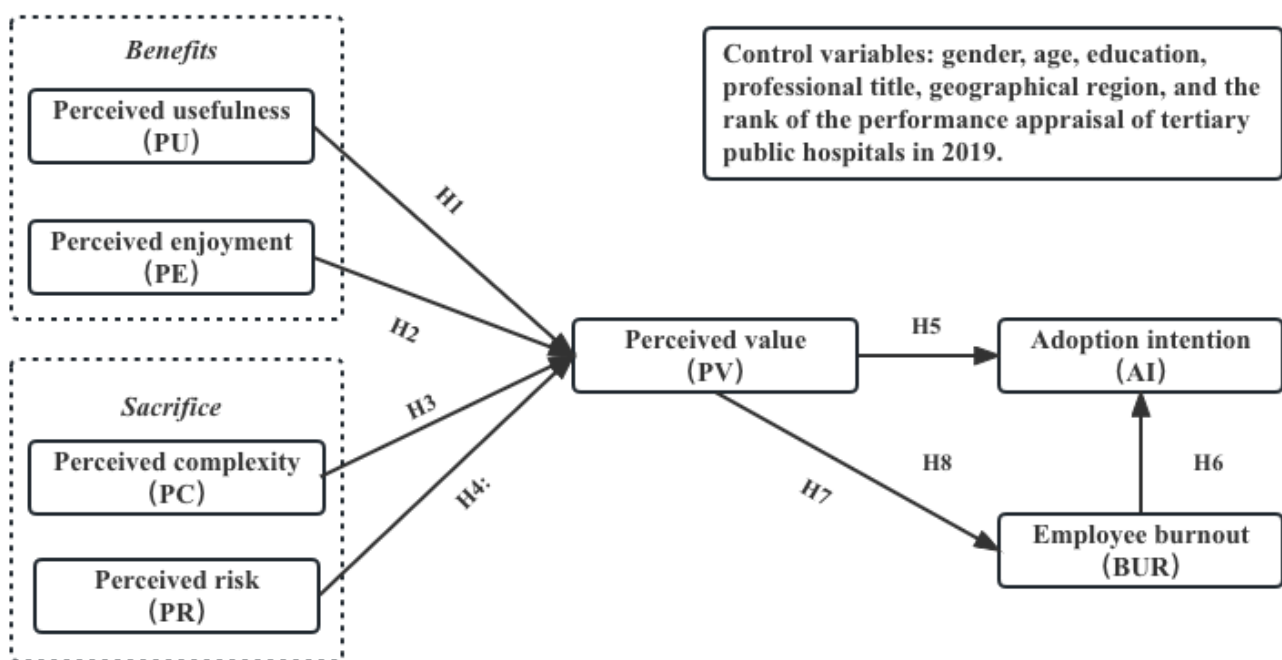 Benefits
Perceived usefulness
(PU)
Perceived enjoyment
(PE)
Sacrifice
Perceived complexity
(PC)
Perceived risk
(PR)
H1
H2
H3
H4:
Perceived value
(PV)
Control variables: gender, age, education,
professional title, geographical region, and the
rank of the performance appraisal of tertiary
public hospitals in 2019.
H5
Adoption intention
(AI)
H8
H7
H6
Employee burnout
(BUR)